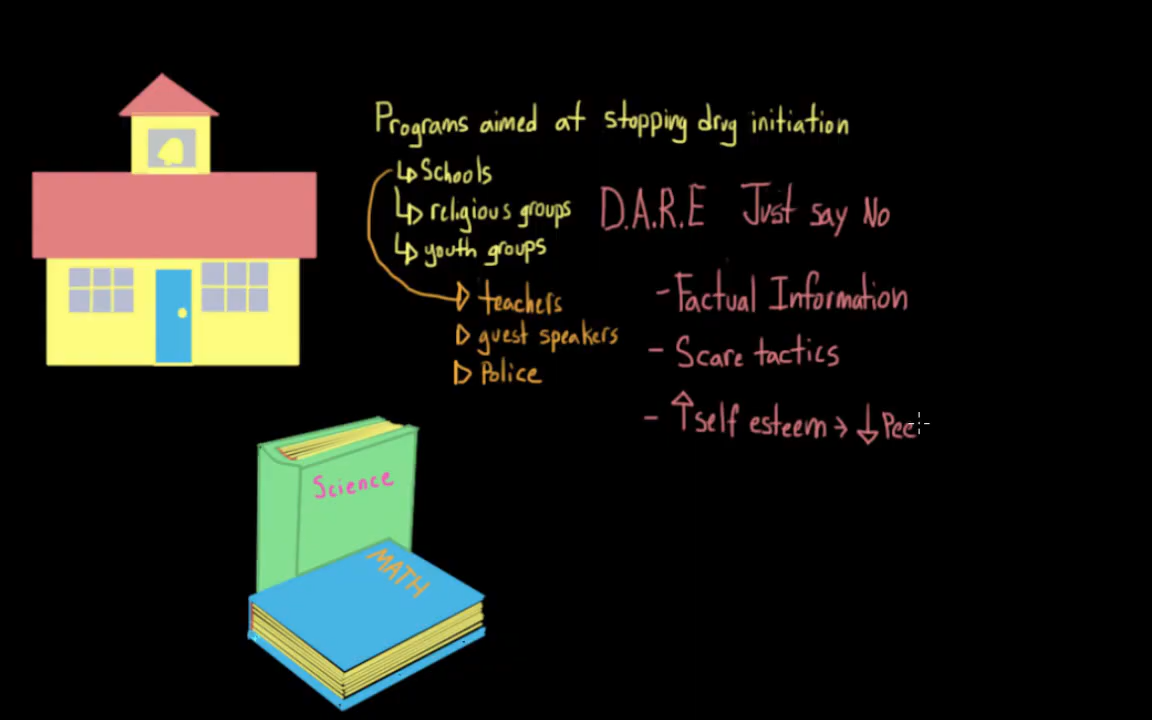 Programs aimed at stopping drug initiation
↳Schools
↳religious groups
↳youth groups
▷ teachers
▷ guest speakers
▷ Police
D.A.R.E Just say No
- Factual Information
- Scare tactics
- ↑self esteem → ↓ Pee
Science
MATH